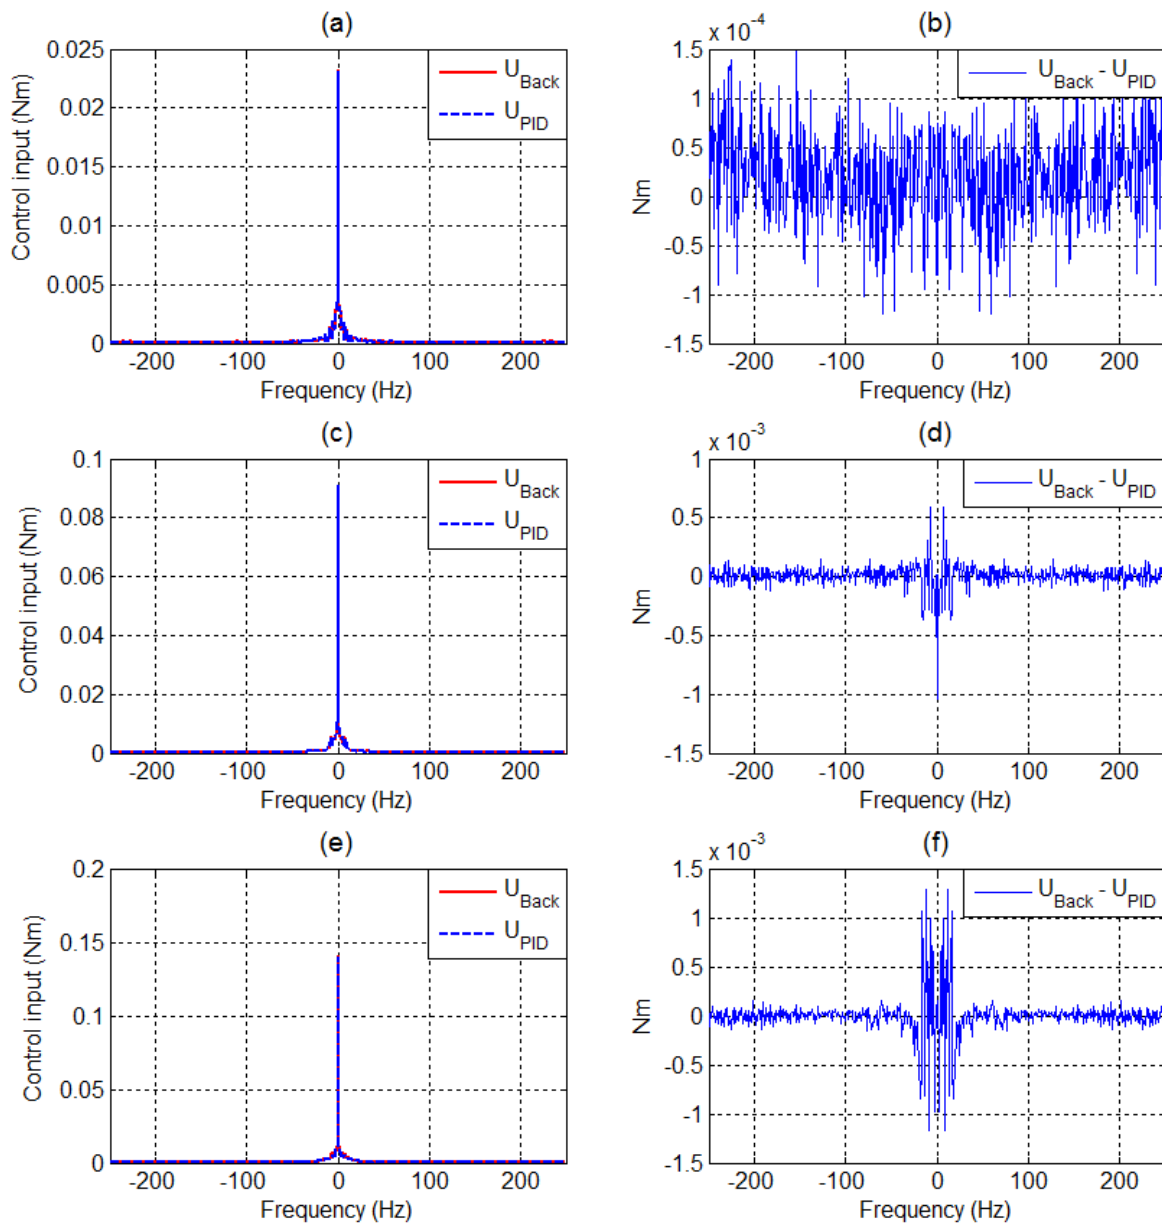 (a)
0.025
0.02
0.015
0.01
0.005
0
Control input (Nm)
U_Back
U_PID
-200 -100 0 100 200
Frequency (Hz)
(b)
x 10^-4
1.5
1
0.5
0
-0.5
-1
-1.5
Nm
U_Back - U_PID
-200 -100 0 100 200
Frequency (Hz)
(c)
0.1
0.08
0.06
0.04
0.02
0
Control input (Nm)
U_Back
U_PID
-200 -100 0 100 200
Frequency (Hz)
(d)
x 10^-3
1
0.5
0
-0.5
-1
-1.5
Nm
U_Back - U_PID
-200 -100 0 100 200
Frequency (Hz)
(e)
0.2
0.15
0.1
0.05
0
Control input (Nm)
U_Back
U_PID
-200 -100 0 100 200
Frequency (Hz)
(f)
x 10^-3
1.5
1
0.5
0
-0.5
-1
-1.5
Nm
U_Back - U_PID
-200 -100 0 100 200
Frequency (Hz)